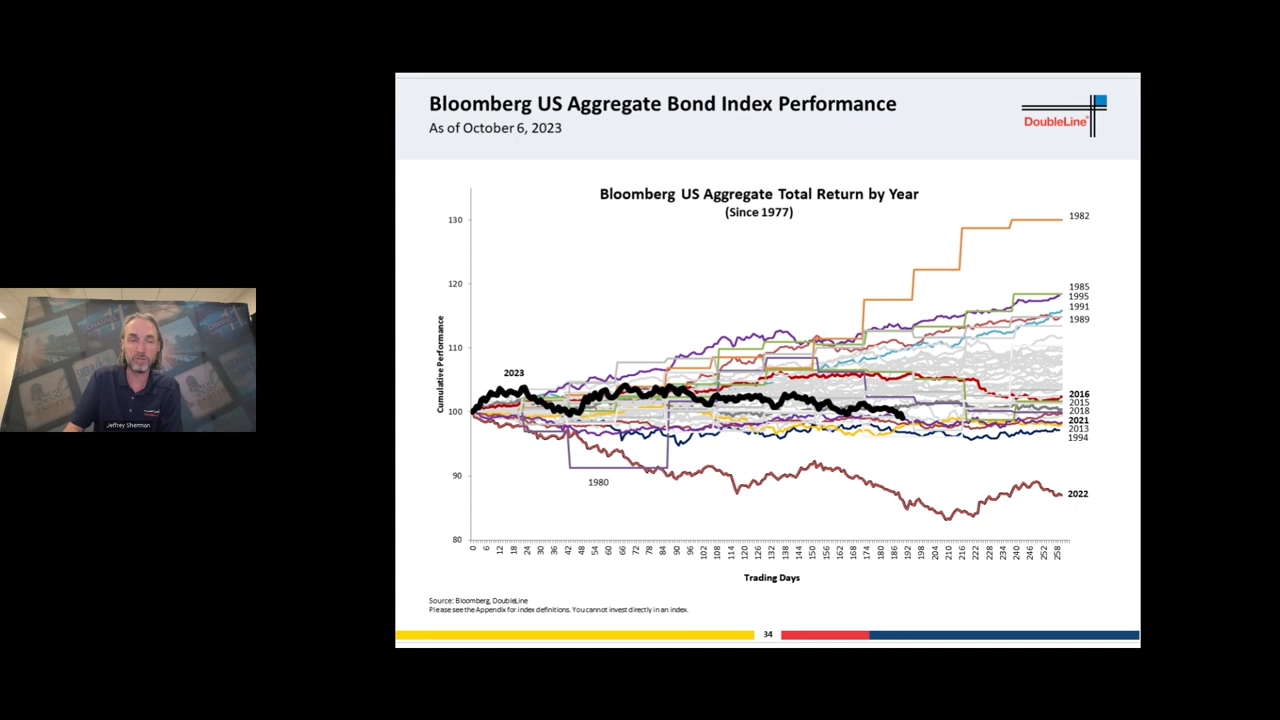 Bloomberg US Aggregate Bond Index Performance
As of October 6, 2023
DoubleLine®
Bloomberg US Aggregate Total Return by Year
(Since 1977)
Cumulative Performance
130
120
110
100
90
80
2023
1980
1982
1985
1995
1991
1989
2016
2015
2018
2021
2013
1994
2022
0 6 12 18 24 30 36 42 48 54 60 66 72 78 84 90 96 102 108 114 120 126 132 138 144 150 156 162 168 174 180 186 192 198 204 210 216 222 228 234 240 246 252 258
Trading Days
Source: Bloomberg, DoubleLine
Please see the Appendix for index definitions. You cannot invest directly in an index.
34
Jeffrey Sherman